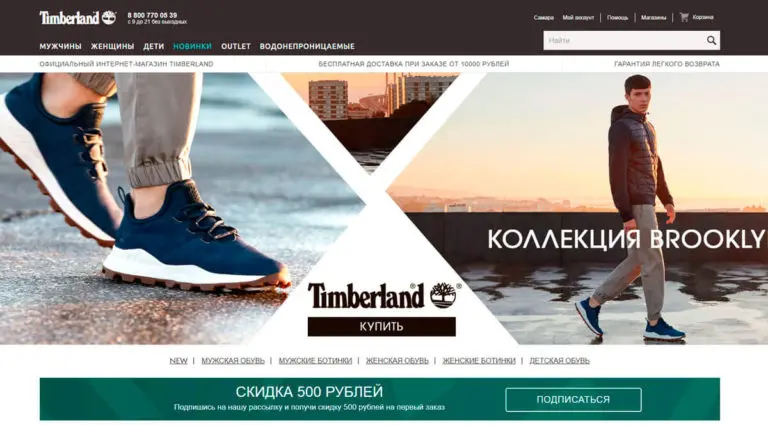 Timberland
8 800 770 05 39
с 9 до 21 без выходных
Самара | Мой аккаунт | Помощь | Магазины | Корзина
МУЖЧИНЫ ЖЕНЩИНЫ ДЕТИ НОВИНКИ OUTLET ВОДОНЕПРОНИЦАЕМЫЕ
Найти
ОФИЦИАЛЬНЫЙ ИНТЕРНЕТ-МАГАЗИН TIMBERLAND
БЕСПЛАТНАЯ ДОСТАВКА ПРИ ЗАКАЗЕ ОТ 10000 РУБЛЕЙ
ГАРАНТИЯ ЛЕГКОГО ВОЗВРАТА
КОЛЛЕКЦИЯ BROOKLY
Timberland® ®
КУПИТЬ
NEW | МУЖСКАЯ ОБУВЬ | МУЖСКИЕ БОТИНКИ | ЖЕНСКАЯ ОБУВЬ | ЖЕНСКИЕ БОТИНКИ | ДЕТСКАЯ ОБУВЬ
СКИДКА 500 РУБЛЕЙ
Подпишись на нашу рассылку и получи скидку 500 рублей на первый заказ
ПОДПИСАТЬСЯ